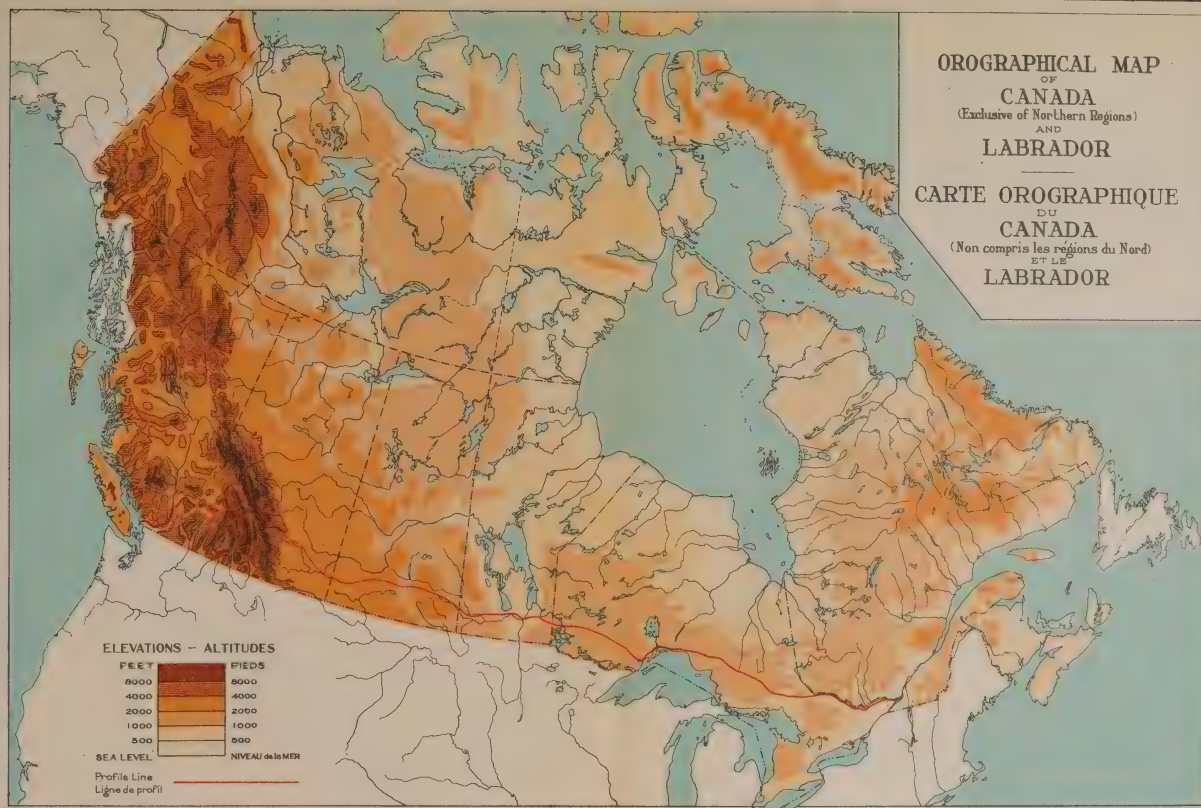 OROGRAPHICAL MAP
OF
CANADA
(Exclusive of Northern Regions)
AND
LABRADOR
CARTE OROGRAPHIQUE
DU
CANADA
(Non compris les régions du Nord)
ET LE
LABRADOR
ELEVATIONS - ALTITUDES
FEET PIEDS
8000 8000
4000 4000
2000 2000
1000 1000
500 500
SEA LEVEL NIVEAU de la MER
Profile Line
Ligne de profil